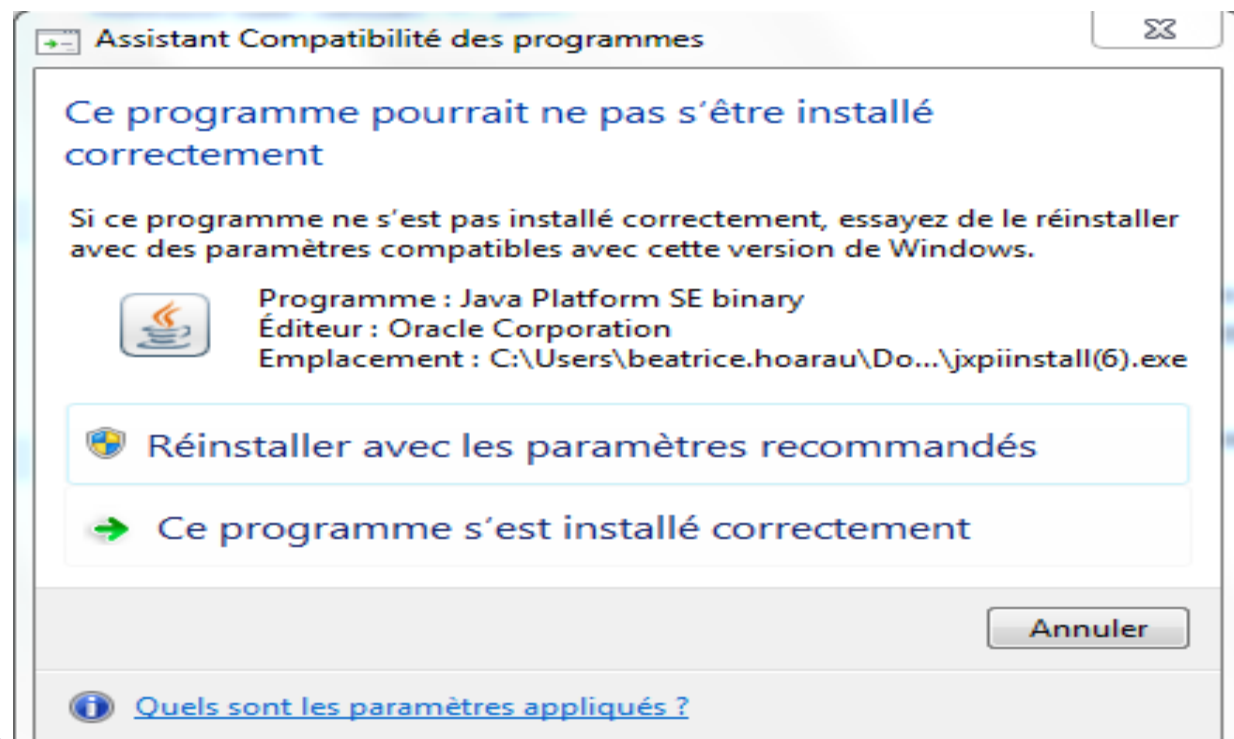 Assistant Compatibilité des programmes
Ce programme pourrait ne pas s'être installé
correctement
Si ce programme ne s'est pas installé correctement, essayez de le réinstaller
avec des paramètres compatibles avec cette version de Windows.
Programme : Java Platform SE binary
Éditeur : Oracle Corporation
Emplacement : C:\Users\beatrice.hoarau\Do...\jxpiinstall(6).exe
Réinstaller avec les paramètres recommandés
Ce programme s'est installé correctement
Annuler
Quels sont les paramètres appliqués ?